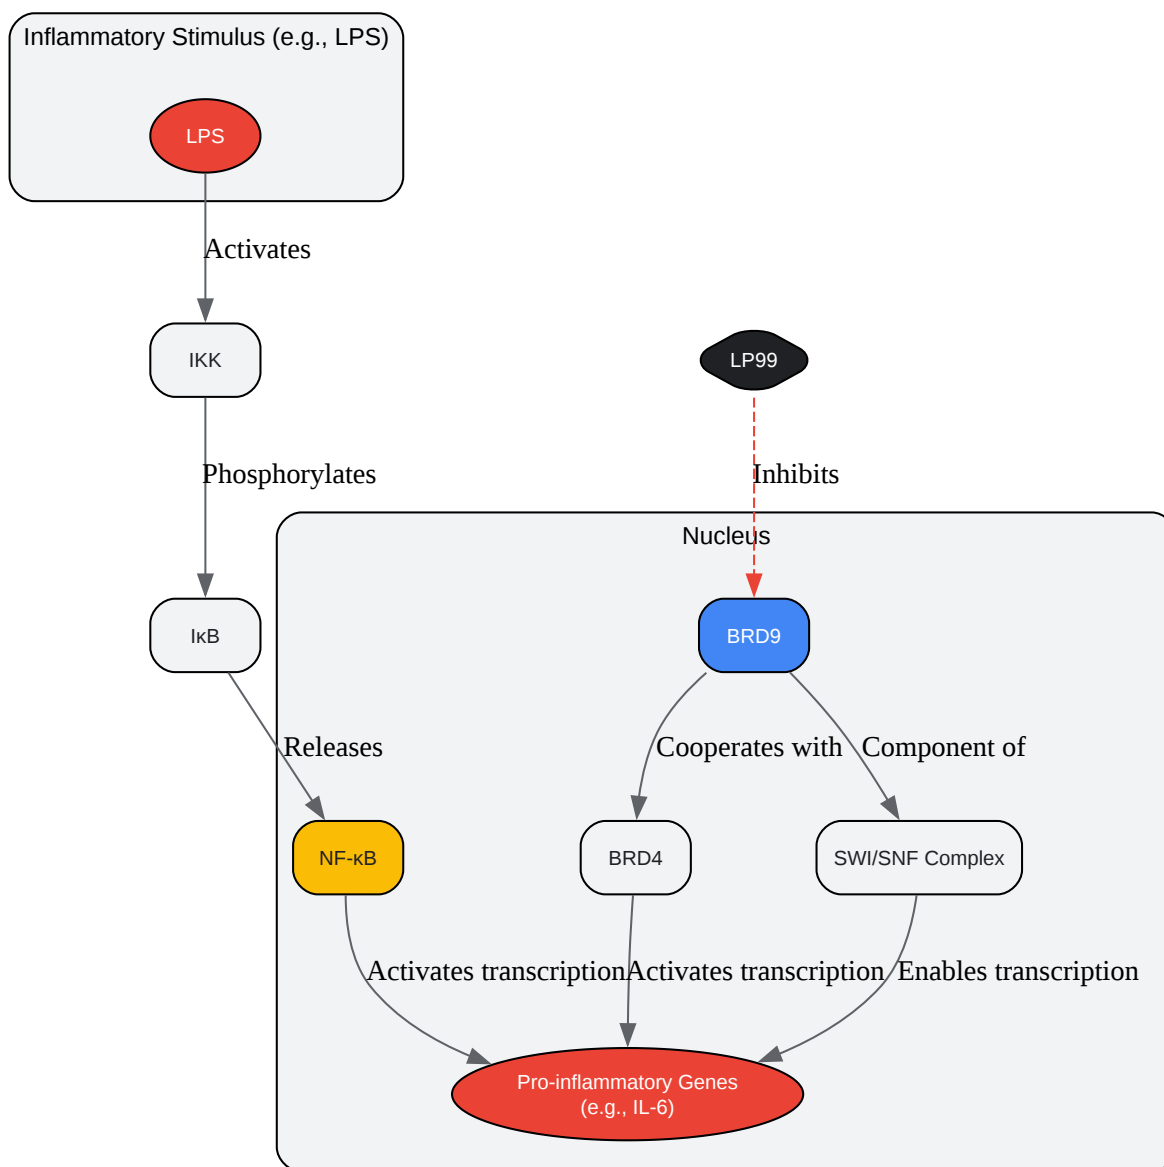 Inflammatory Stimulus (e.g., LPS)
LPS
Activates
IKK
LP99
Phosphorylates
Inhibits
Nucleus
IκB
BRD9
Releases
Cooperates with
Component of
NF-κB
BRD4
SWI/SNF Complex
Activates transcription
Activates transcription
Enables transcription
Pro-inflammatory Genes
(e.g., IL-6)